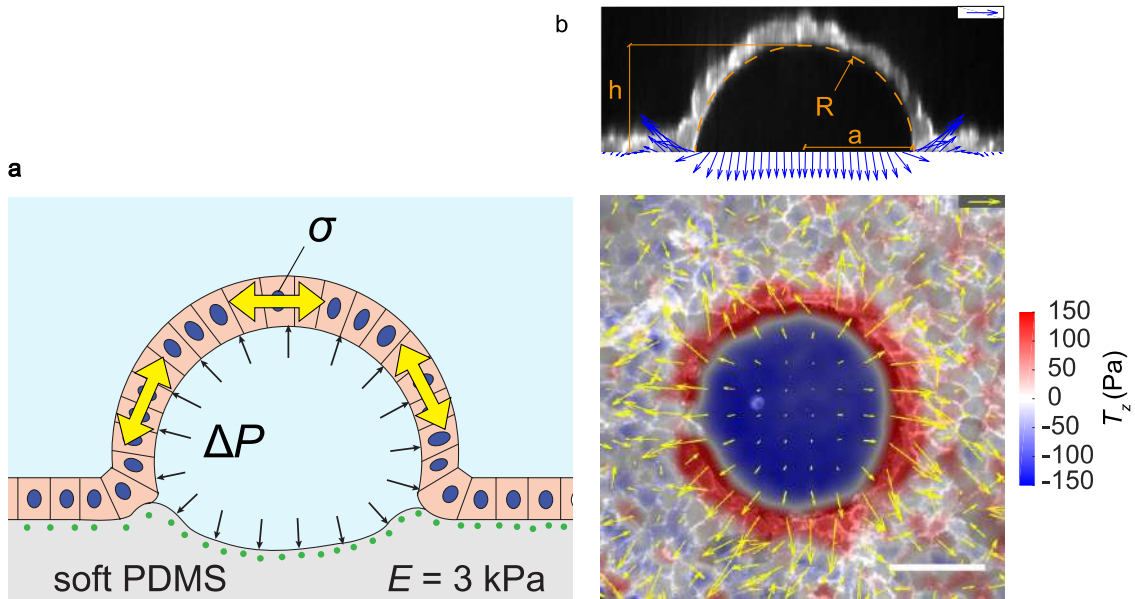 a
σ
ΔP
soft PDMS
E = 3 kPa
b
h
R
a
150
100
50
0
-50
-100
-150
T_z (Pa)